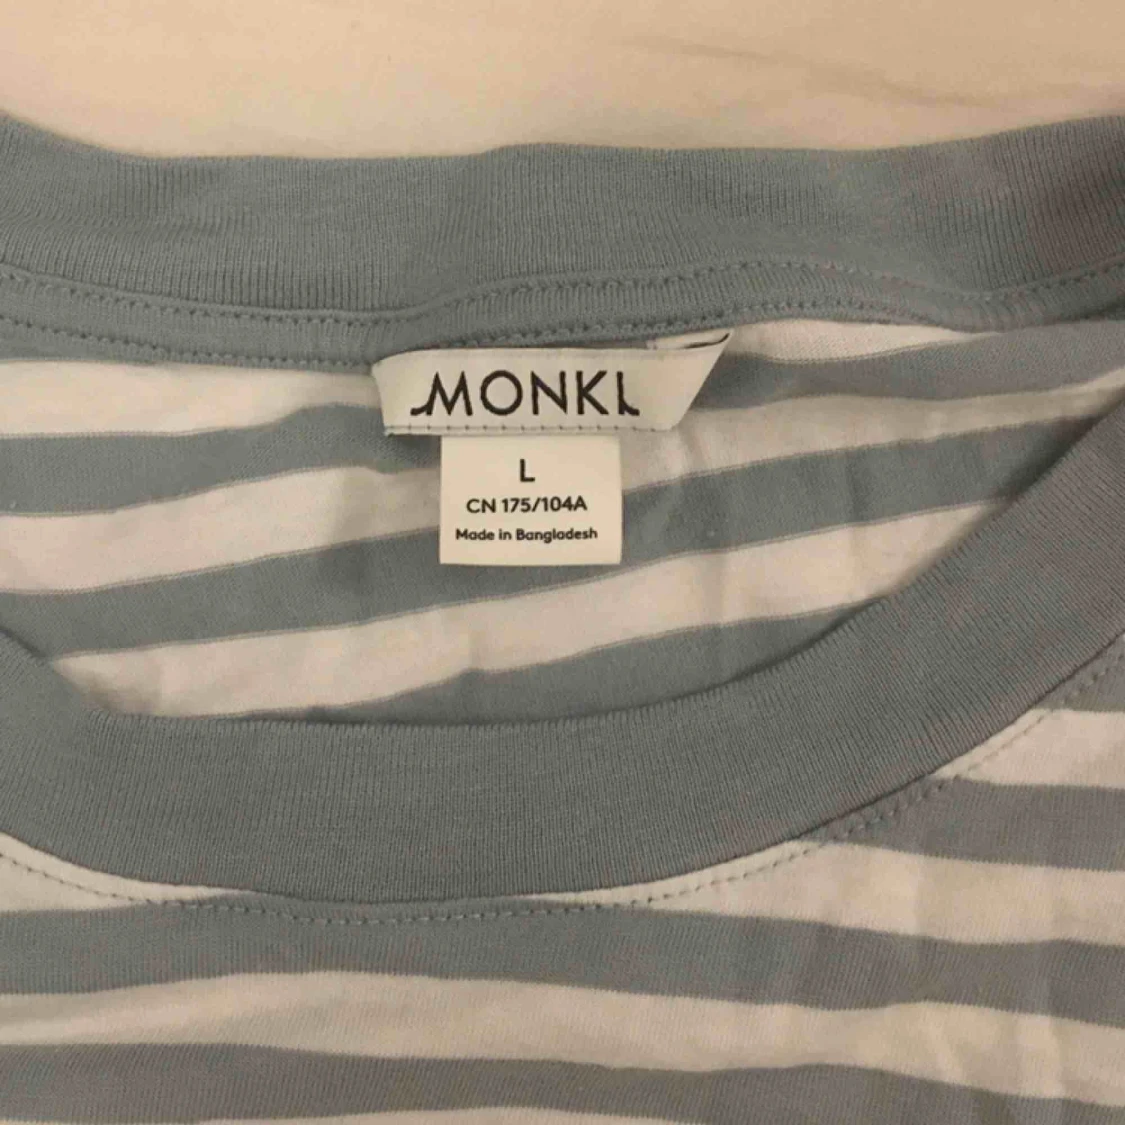 MONKI
L
CN 175/104A
Made in Bangladesh